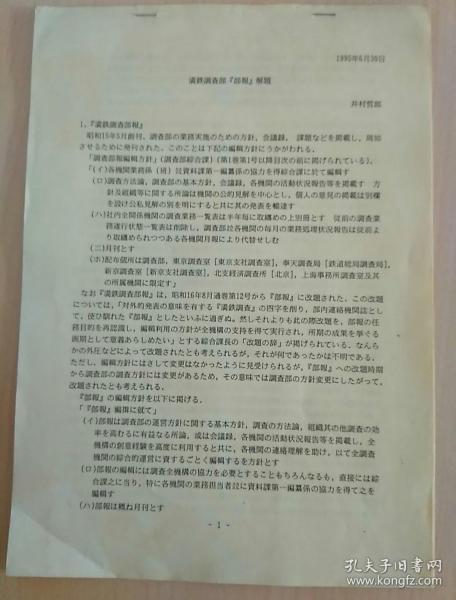 1995年6月30日
満鉄調査部『部報』解題
井村哲郎
1.『満鉄調査部報』
昭和15年5月創刊、調査部の業務実施のための方針、会議録、課題などを掲載し、周知
させるために発刊された。このことは下記の編輯方針にうかがわれる。
「調査部報編輯方針」(調査部綜合課)(第1巻第1号以降目次の前に掲げられている)。
「(イ)各機関業務係(班)並資料課第一編纂係の協力を得綜合課に於て編輯す
(ロ)調査方法論、調査部の基本方針、会議録、各機関の活動状況報告等を掲載す 方
針及組織等に関する所論は機関の公的見解を中心とし、個人の意見の掲載は別欄
を設け公私見解の別を明にすると共に其の発表を暢達す
(ハ)社内全関係機関の調査業務一覧表は半年毎に取纏めの上別冊とす 従前の調査業
務遂行状態一覧表は削除し、調査部並各機関の毎月の業務処理状況報告は従前よ
り取纏められつつある各機関月報により代替せしむ
(ニ)月刊とす
(ホ)配布個所は調査部、東京調査室[東京支社調査室]、奉天調査局[鉄道総局調査局]、
新京調査室[新京支社調査室]、北支経済調査所[北京]、上海事務所調査室及其
の所属機関に限定す」
なお『満鉄調査部報』は、昭和16年8月通巻第12号から『部報』に改題された。この改題
については、「対外的発表の意味を有する『満鉄調査』の四字を削り、部内連絡機関誌とし
て、使ひ馴れた『部報』としたといふに過ぎぬ。然しそれよりも此の際改題を、部報の任
務目的を再認識し、編輯利用の方針が全機関の支持を得て実行され、所期の成果を挙ぐる
画期として意義あらしめたい」とする綜合課長の「改題の辞」が掲げられている。なんら
かの外圧などによって改題されたとも考えられるが、それが何であったかは不明である。
ただし、編輯方針にはさして変更はなかったように見受けられるが、『部報』への改題時期
から調査部の調査方針には変更があるため、その意味では調査部の方針変更にしたがって、
改題されたとも考えられる。
『部報』の編輯方針を以下に掲げる。
「『部報』編輯に就て」
(イ)部報は調査部の運営方針に関する基本方針、調査の方法論、組織其の他調査の効
率を高むるに有益なる所論、或は会議録、各機関の活動状況報告等を掲載し、全
機構の創意経験を高度に利用すると共に、各機関の連絡理解を助け、以て全調査
機関の綜合的運営に資するごとく編輯するを方針とす
(ロ)部報の編輯には調査全機構の協力を必要とすることもちろんなるも、直接には綜
合課之に当り、特に各機関の業務担当者並に資料課第一編纂係の協力を得て之を
編輯す
(ハ)部報は概ね月刊とす
- 1 -
孔夫子旧书网
www.kongfz.com